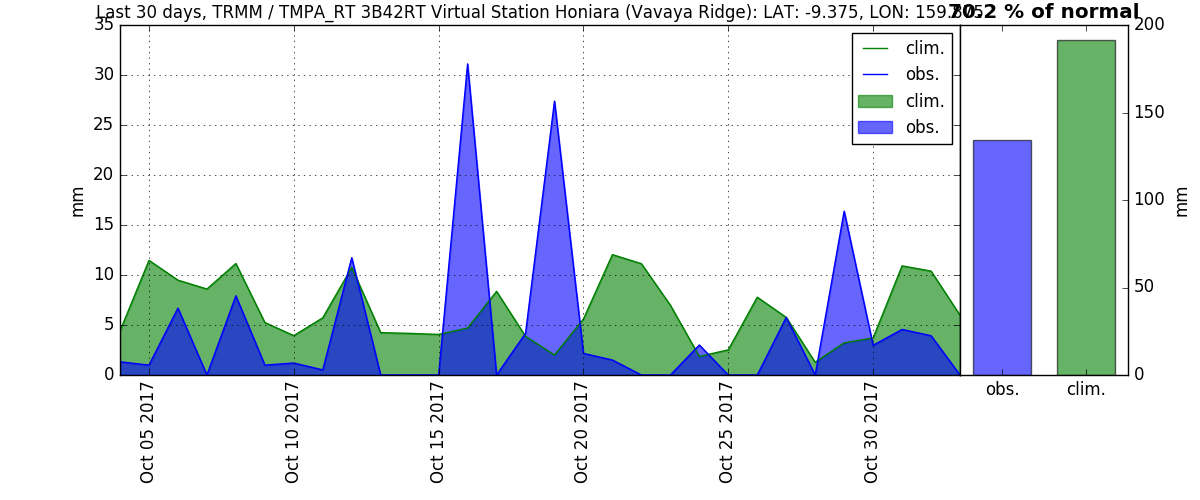 Last 30 days, TRMM / TMPA_RT 3B42RT Virtual Station Honiara (Vavaya Ridge): LAT: -9.375, LON: 159.875
70.2 % of normal
35
30
25
20
15
10
5
0
mm
clim.
obs.
clim.
obs.
Oct 05 2017
Oct 10 2017
Oct 15 2017
Oct 20 2017
Oct 25 2017
Oct 30 2017
200
150
100
50
0
mm
obs.
clim.